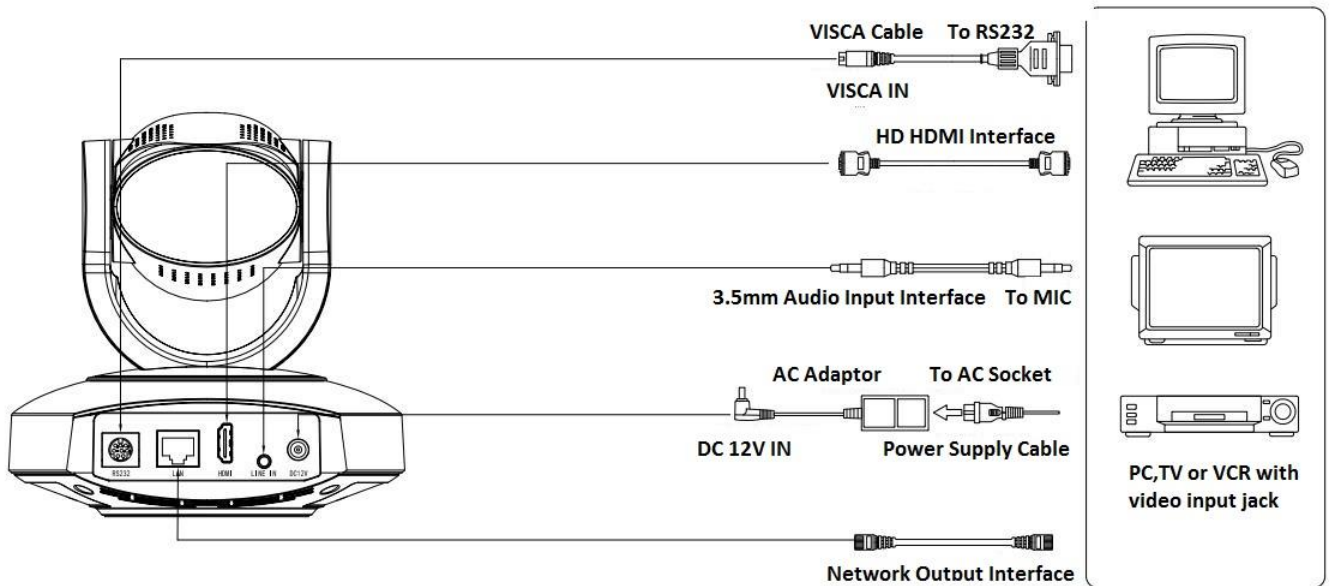 VISCA Cable To RS232
VISCA IN
HD HDMI Interface
3.5mm Audio Input Interface To MIC
AC Adaptor To AC Socket
DC 12V IN Power Supply Cable
RS232 LAN HDMI LINE IN DC12V
PC,TV or VCR with
video input jack
Network Output Interface